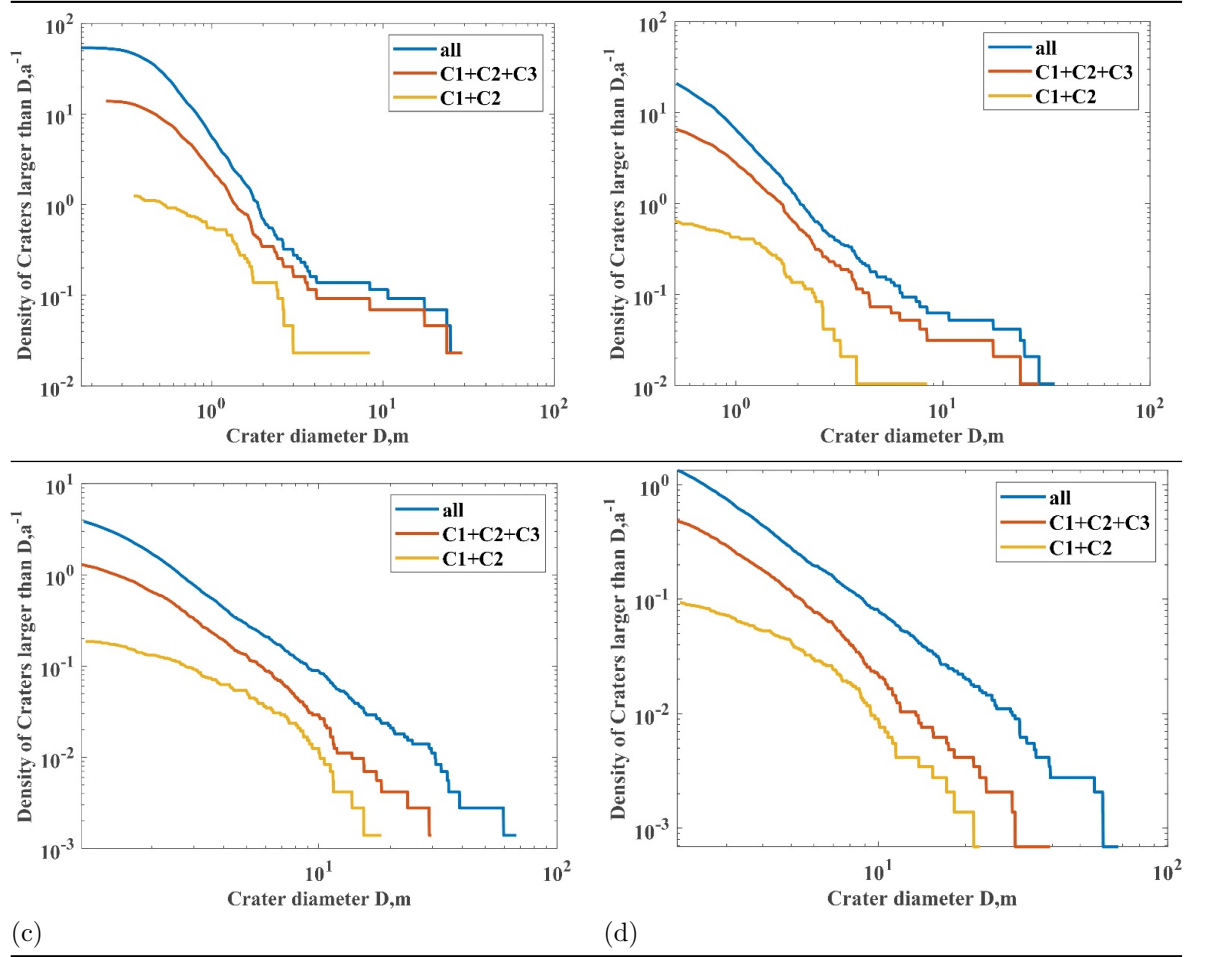 10^2
10^1
10^0
10^-1
10^-2
Density of Craters larger than D,a^-1
all
C1+C2+C3
C1+C2
10^0
10^1
10^2
Crater diameter D,m
10^2
10^1
10^0
10^-1
10^-2
Density of Craters larger than D,a^-1
all
C1+C2+C3
C1+C2
10^0
10^1
10^2
Crater diameter D,m
10^1
10^0
10^-1
10^-2
10^-3
Density of Craters larger than D,a^-1
all
C1+C2+C3
C1+C2
10^1
10^2
Crater diameter D,m
(c)
10^0
10^-1
10^-2
10^-3
Density of Craters larger than D,a^-1
all
C1+C2+C3
C1+C2
10^1
10^2
Crater diameter D,m
(d)